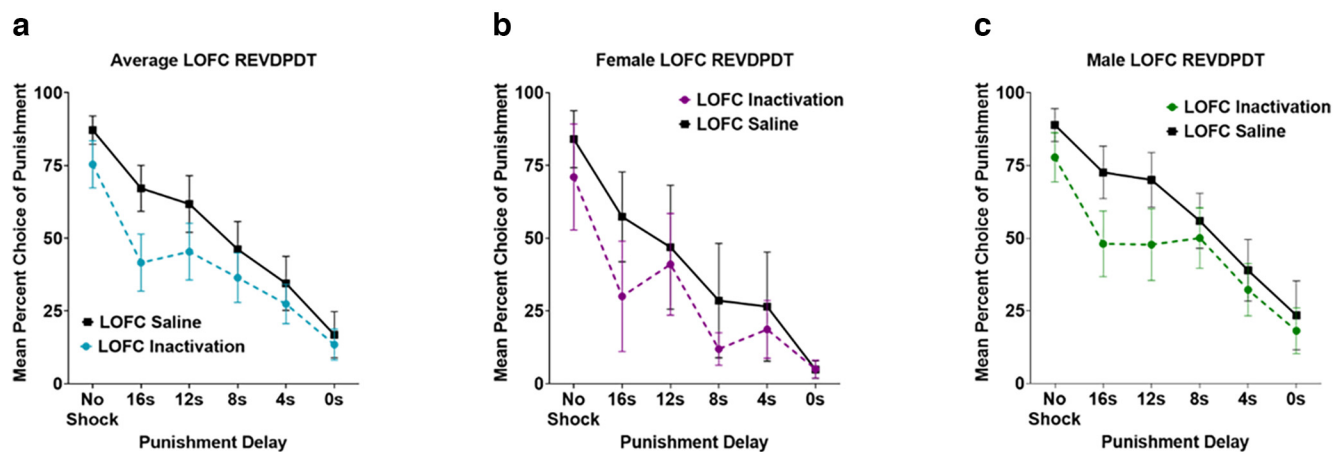 a
Average LOFC REVDPDT
Mean Percent Choice of Punishment
100
75
50
25
0
LOFC Saline
LOFC Inactivation
No Shock
16s
12s
8s
4s
0s
Punishment Delay
b
Female LOFC REVDPDT
Mean Percent Choice of Punishment
100
75
50
25
0
LOFC Inactivation
LOFC Saline
No Shock
16s
12s
8s
4s
0s
Punishment Delay
c
Male LOFC REVDPDT
Mean Percent Choice of Punishment
100
75
50
25
0
LOFC Inactivation
LOFC Saline
No Shock
16s
12s
8s
4s
0s
Punishment Delay